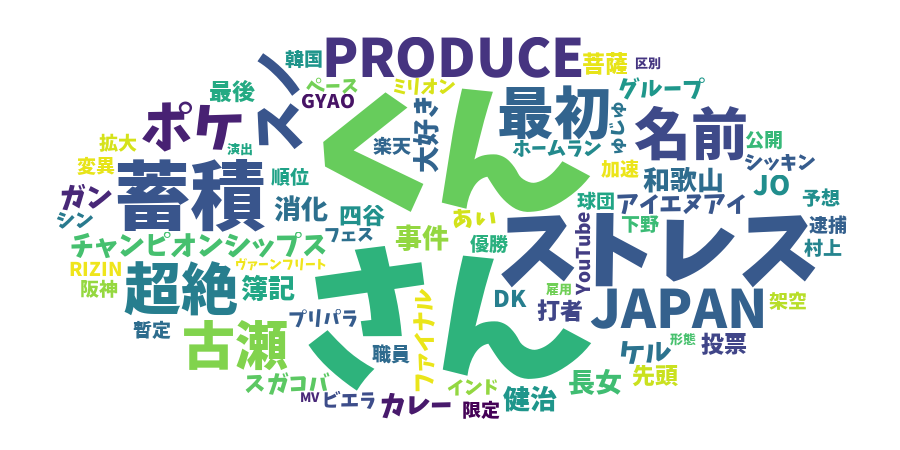 PRODUCE
韓国
菩薩
区別
スノ
ペース
ミリオン
グループ
最後
GYAO
くん
最初
ゆじゅ
名前
ポケ
大好き
楽天
ホームラン
公開
拡大
演出
変異
シッキン
加速
蓄積
順位
和歌山
JO
ガン
消化
四谷
あい
球団
アイエヌアイ
予想
シン
フェス
事件
ストレス
下野
逮捕
チャンピオンシップス
優勝
YouTube
村上
RIZIN
ヴァーンフリート
さん
阪神
超絶
簿記
DK
雇用
JAPAN
架空
打者
暫定
プリパラ
ファイナル
古瀬
職員
ケル
形態
投票
スガコバ
インド
長女
先頭
MV
ビエラ
カレー
限定
健治